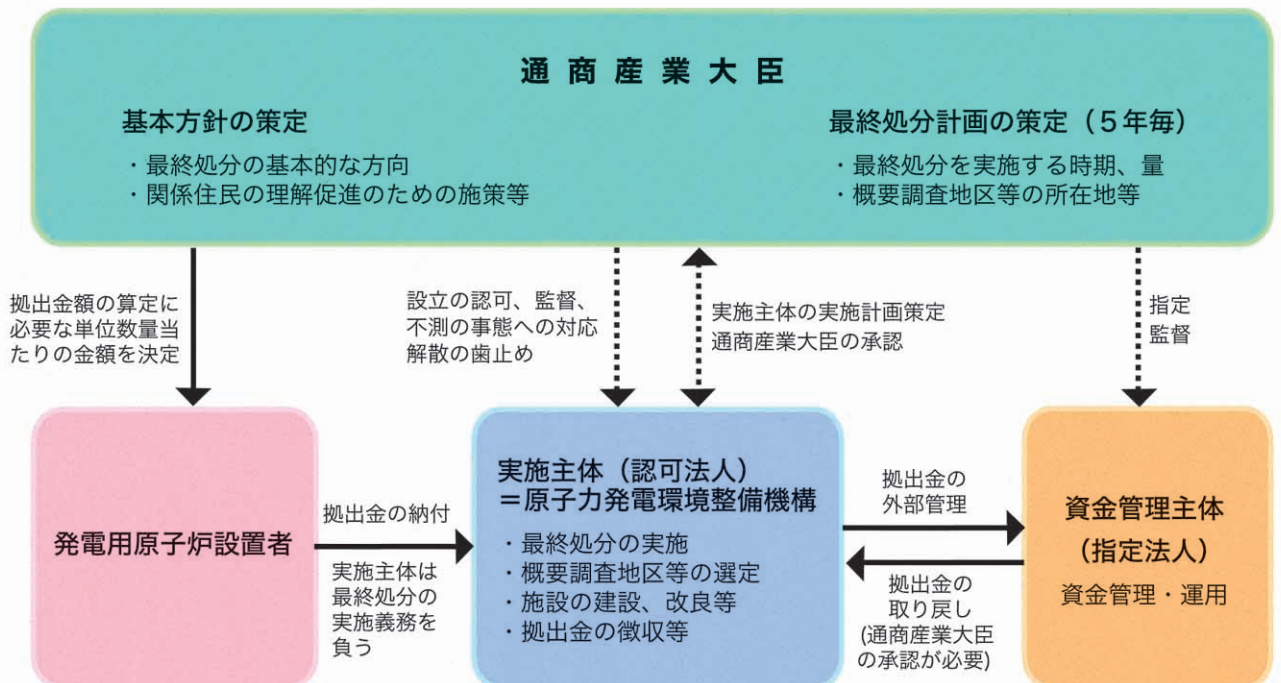 通商産業大臣
基本方針の策定
・最終処分の基本的な方向
・関係住民の理解促進のための施策等
最終処分計画の策定（５年毎）
・最終処分を実施する時期、量
・概要調査地区等の所在地等
拠出金額の算定に
必要な単位数量当
たりの金額を決定
設立の認可、監督、
不測の事態への対応
解散の歯止め
実施主体の実施計画策定
通商産業大臣の承認
指定
監督
発電用原子炉設置者
拠出金の納付
実施主体は
最終処分の
実施義務を
負う
実施主体（認可法人）
＝原子力発電環境整備機構
・最終処分の実施
・概要調査地区等の選定
・施設の建設、改良等
・拠出金の徴収等
拠出金の
外部管理
拠出金の
取り戻し
(通商産業大臣
の承認が必要)
資金管理主体
（指定法人）
資金管理・運用